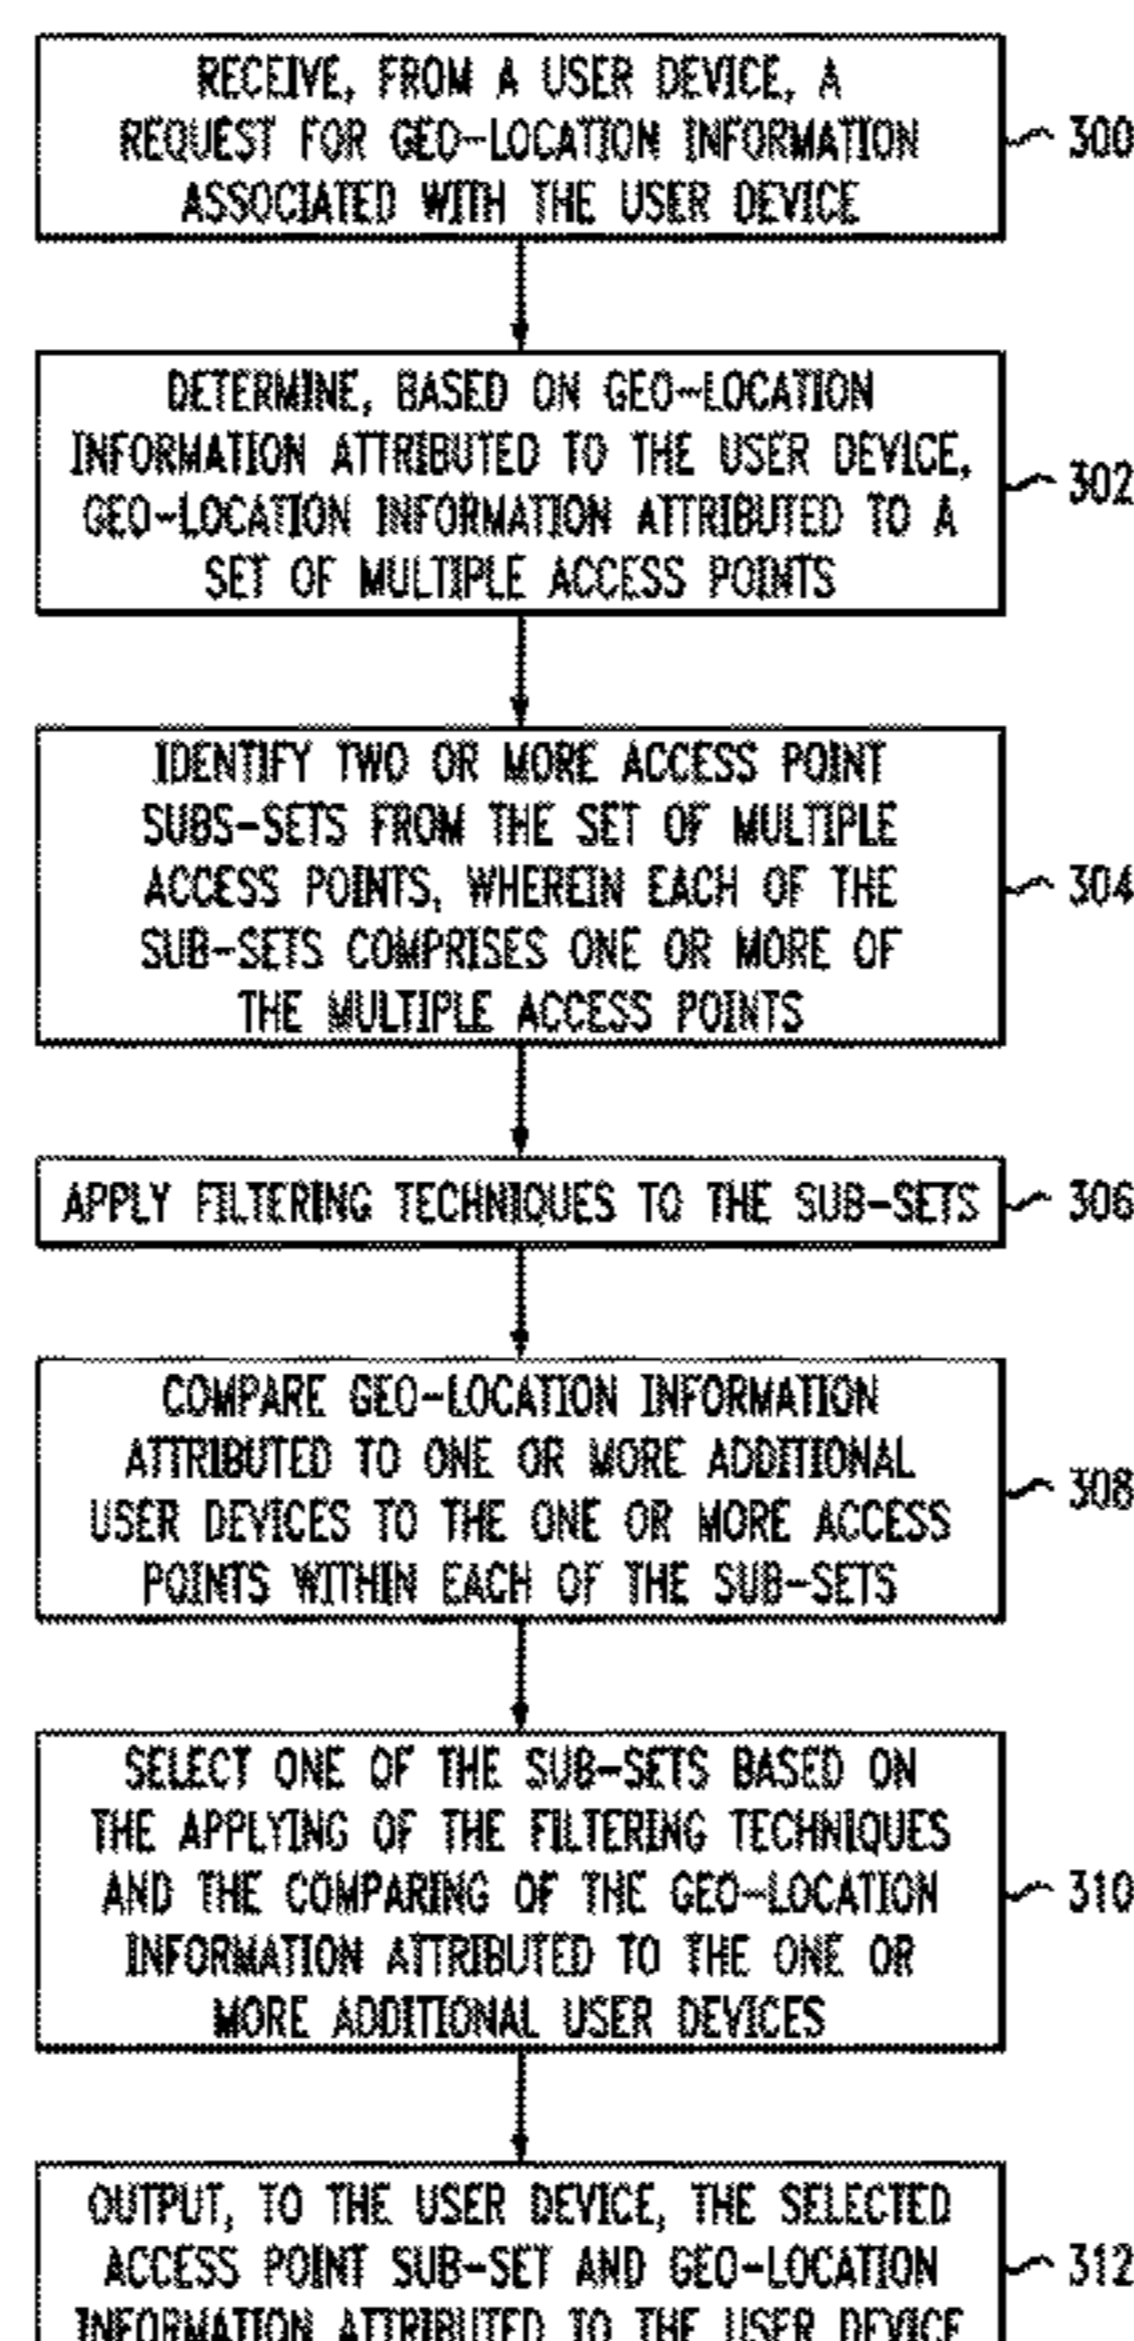 RECEIVE, FROM A USER DEVICE, A
REQUEST FOR GEO-LOCATION INFORMATION
ASSOCIATED WITH THE USER DEVICE
300
DETERMINE, BASED ON GEO-LOCATION
INFORMATION ATTRIBUTED TO THE USER DEVICE,
GEO-LOCATION INFORMATION ATTRIBUTED TO A
SET OF MULTIPLE ACCESS POINTS
302
IDENTIFY TWO OR MORE ACCESS POINT
SUBS-SETS FROM THE SET OF MULTIPLE
ACCESS POINTS, WHEREIN EACH OF THE
SUB-SETS COMPRISES ONE OR MORE OF
THE MULTIPLE ACCESS POINTS
304
APPLY FILTERING TECHNIQUES TO THE SUB-SETS
306
COMPARE GEO-LOCATION INFORMATION
ATTRIBUTED TO ONE OR MORE ADDITIONAL
USER DEVICES TO THE ONE OR MORE ACCESS
POINTS WITHIN EACH OF THE SUB-SETS
308
SELECT ONE OF THE SUB-SETS BASED ON
THE APPLYING OF THE FILTERING TECHNIQUES
AND THE COMPARING OF THE GEO-LOCATION
INFORMATION ATTRIBUTED TO THE ONE OR
MORE ADDITIONAL USER DEVICES
310
OUTPUT, TO THE USER DEVICE, THE SELECTED
ACCESS POINT SUB-SET AND GEO-LOCATION
INFORMATION ATTRIBUTED TO THE USER DEVICE
312